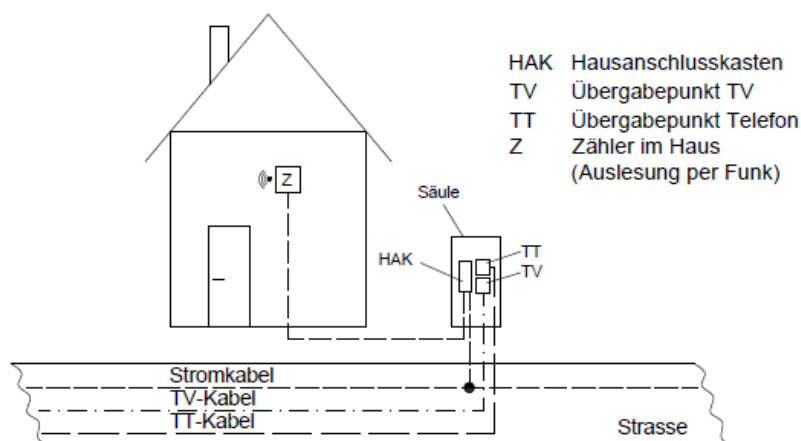 HAK Hausanschlusskasten
TV Übergabepunkt TV
TT Übergabepunkt Telefon
Z Zähler im Haus
(Auslesung per Funk)
Z
Säule
TT
TV
HAK
Stromkabel
TV-Kabel
TT-Kabel
Strasse